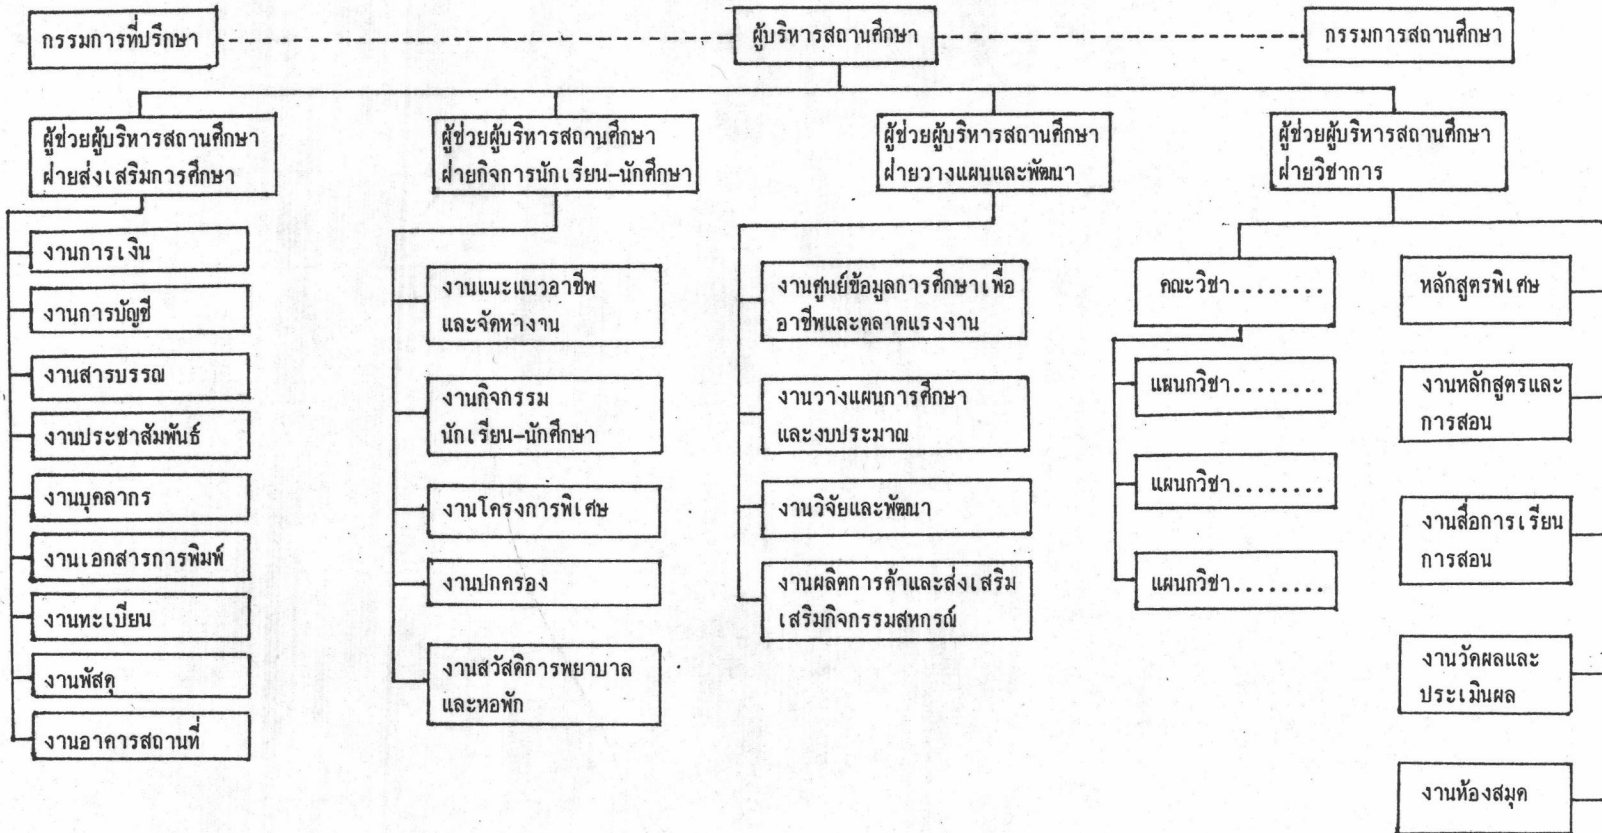 กรรมการที่ปรึกษา
ผู้บริหารสถานศึกษา
กรรมการสถานศึกษา
ผู้ช่วยผู้บริหารสถานศึกษา
ฝ่ายส่งเสริมการศึกษา
ผู้ช่วยผู้บริหารสถานศึกษา
ฝ่ายกิจการนักเรียน-นักศึกษา
ผู้ช่วยผู้บริหารสถานศึกษา
ฝ่ายวางแผนและพัฒนา
ผู้ช่วยผู้บริหารสถานศึกษา
ฝ่ายวิชาการ
งานการเงิน
งานการบัญชี
งานสารบรรณ
งานประชาสัมพันธ์
งานบุคลากร
งานเอกสารการพิมพ์
งานทะเบียน
งานพัสดุ
งานอาคารสถานที่
งานแนะแนวอาชีพ
และจัดหางาน
งานกิจกรรม
นักเรียน-นักศึกษา
งานโครงการพิเศษ
งานปกครอง
งานสวัสดิการพยาบาล
และหอพัก
งานศูนย์ข้อมูลการศึกษาเพื่อ
อาชีพและตลาดแรงงาน
งานวางแผนการศึกษา
และงบประมาณ
งานวิจัยและพัฒนา
งานผลิตการค้าและส่งเสริม
เสริมกิจกรรมสหกรณ์
คณะวิชา........
แผนกวิชา........
แผนกวิชา........
แผนกวิชา........
หลักสูตรพิเศษ
งานหลักสูตรและ
การสอน
งานสื่อการเรียน
การสอน
งานวัดผลและ
ประเมินผล
งานห้องสมุด